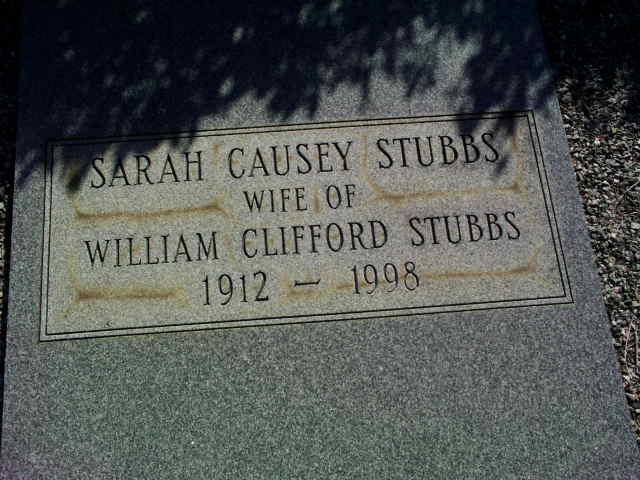 SARAH CAUSEY STUBBS
WIFE OF
WILLIAM CLIFFORD STUBBS
1912 – 1998